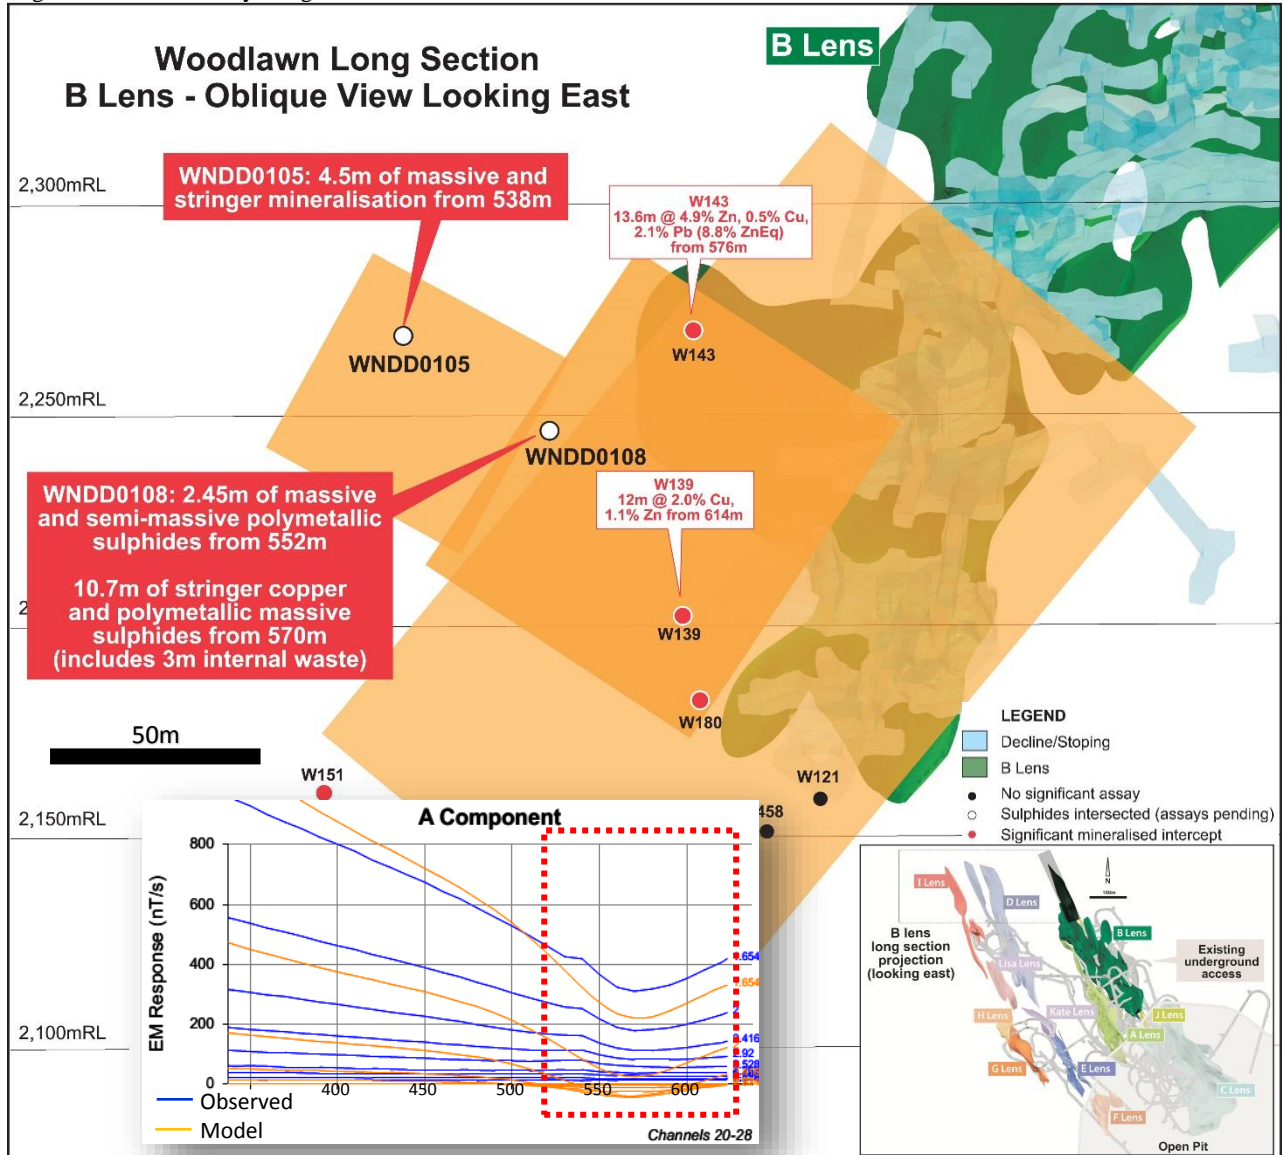 Woodlawn Long Section
B Lens - Oblique View Looking East
B Lens
2,300mRL
WNDD0105: 4.5m of massive and
stringer mineralisation from 538m
W143
13.6m @ 4.9% Zn, 0.5% Cu,
2.1% Pb (8.8% ZnEq)
from 576m
WNDD0105
W143
2,250mRL
WNDD0108
WNDD0108: 2.45m of massive
and semi-massive polymetallic
sulphides from 552m
10.7m of stringer copper
and polymetallic massive
sulphides from 570m
(includes 3m internal waste)
W139
12m @ 2.0% Cu,
1.1% Zn from 614m
W139
W180
50m
W151
W121
458
2,150mRL
2,100mRL
LEGEND
Decline/Stoping
B Lens
No significant assay
Sulphides intersected (assays pending)
Significant mineralised intercept
A Component
EM Response (nT/s)
800
600
400
200
0
400
450
500
550
600
.654
.654
2
.416
.92
.528
Observed
Model
Channels 20-28
N
100m
I Lens
D Lens
B Lens
B lens
long section
projection
(looking east)
Lisa Lens
Existing
underground
access
H Lens
Kate Lens
J Lens
A Lens
G Lens
E Lens
C Lens
F Lens
Open Pit